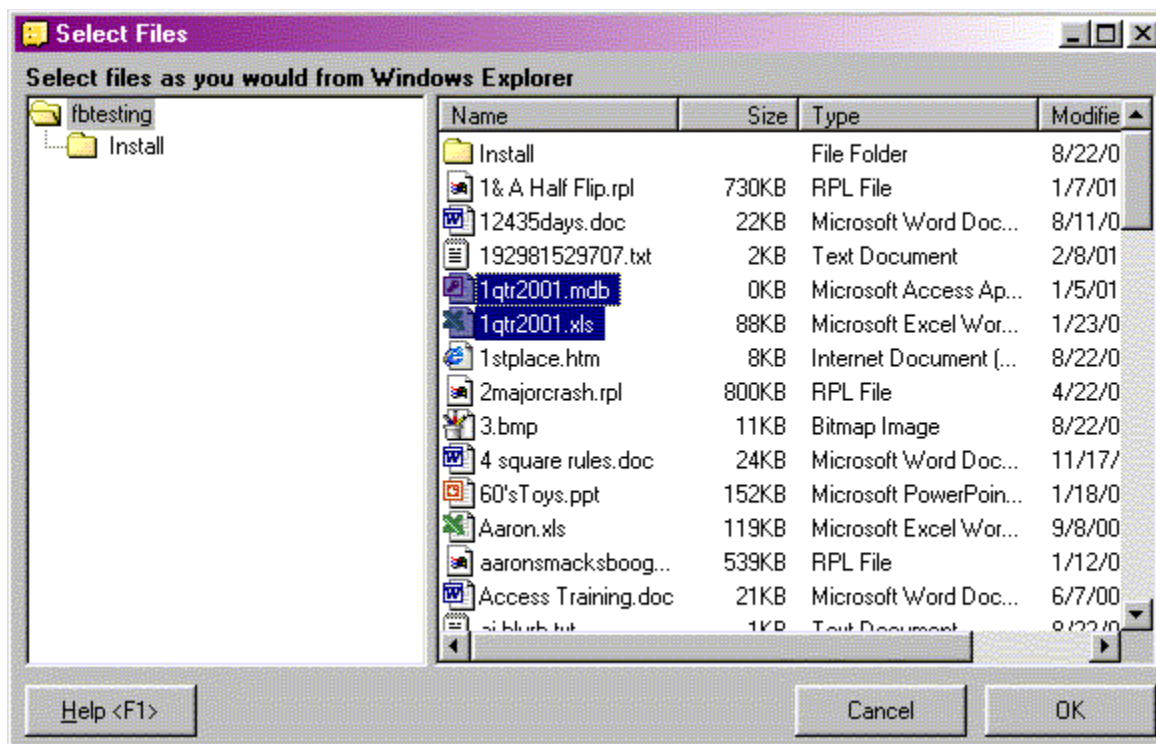 Select Files
Select files as you would from Windows Explorer
fbtesting
Install
Name Size Type Modifie
Install File Folder 8/22/0
1& A Half Flip.rpl 730KB RPL File 1/7/01
12435days.doc 22KB Microsoft Word Doc... 8/11/0
192981529707.txt 2KB Text Document 2/8/01
1qtr2001.mdb 0KB Microsoft Access Ap... 1/5/01
1qtr2001.xls 88KB Microsoft Excel Wor... 1/23/0
1stplace.htm 8KB Internet Document (... 8/22/0
2majorcrash.rpl 800KB RPL File 4/22/0
3.bmp 11KB Bitmap Image 8/22/0
4 square rules.doc 24KB Microsoft Word Doc... 11/17/
60'sToys.ppt 152KB Microsoft PowerPoin... 1/18/0
Aaron.xls 119KB Microsoft Excel Wor... 9/8/00
aaronsmacksboog... 539KB RPL File 1/12/0
Access Training.doc 21KB Microsoft Word Doc... 6/7/00
1KB Text Document
Help <F1> Cancel OK